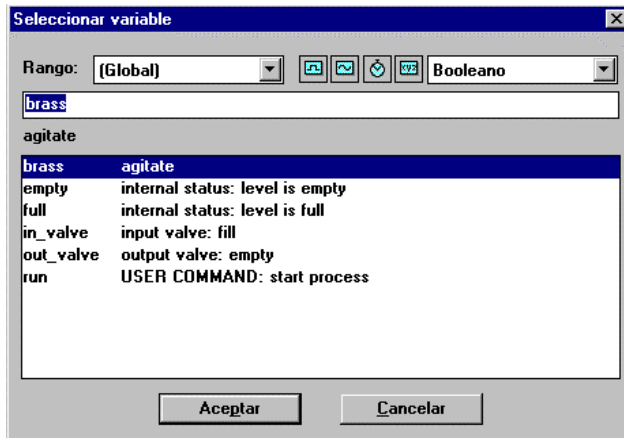 Seleccionar variable
Rango: (Global) xyz Booleano
brass
agitate
brass agitate
empty internal status: level is empty
full internal status: level is full
in_valve input valve: fill
out_valve output valve: empty
run USER COMMAND: start process
Aceptar Cancelar